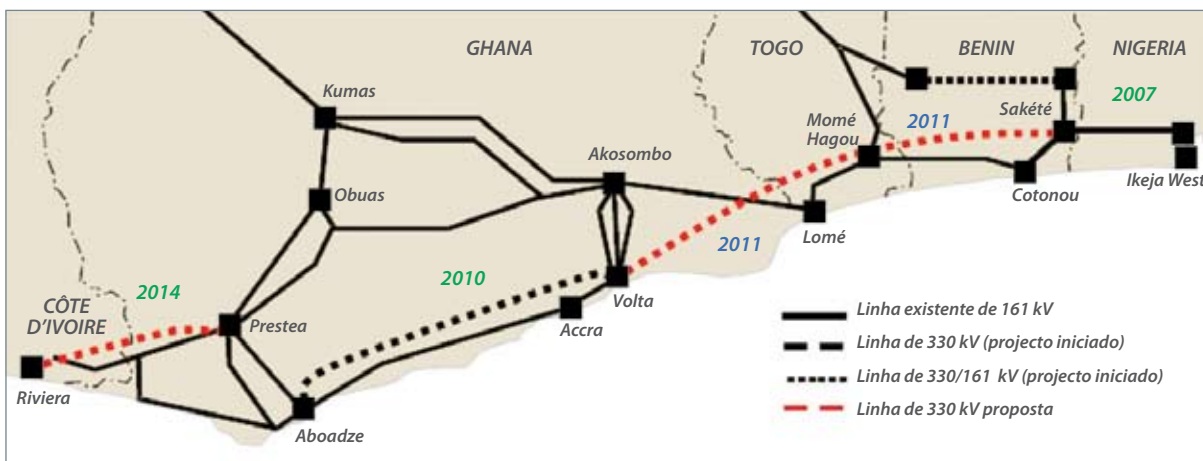 GHANA
TOGO
BENIN
NIGERIA
Kumas
Sakété
2007
Momé
Hagou
2011
Akosombo
Obuas
Cotonou
Ikeja West
Lomé
2011
2014
2010
Volta
CÔTE
D'IVOIRE
Prestea
Accra
Riviera
Aboadze
Linha existente de 161 kV
Linha de 330 kV (projecto iniciado)
Linha de 330/161 kV (projecto iniciado)
Linha de 330 kV proposta